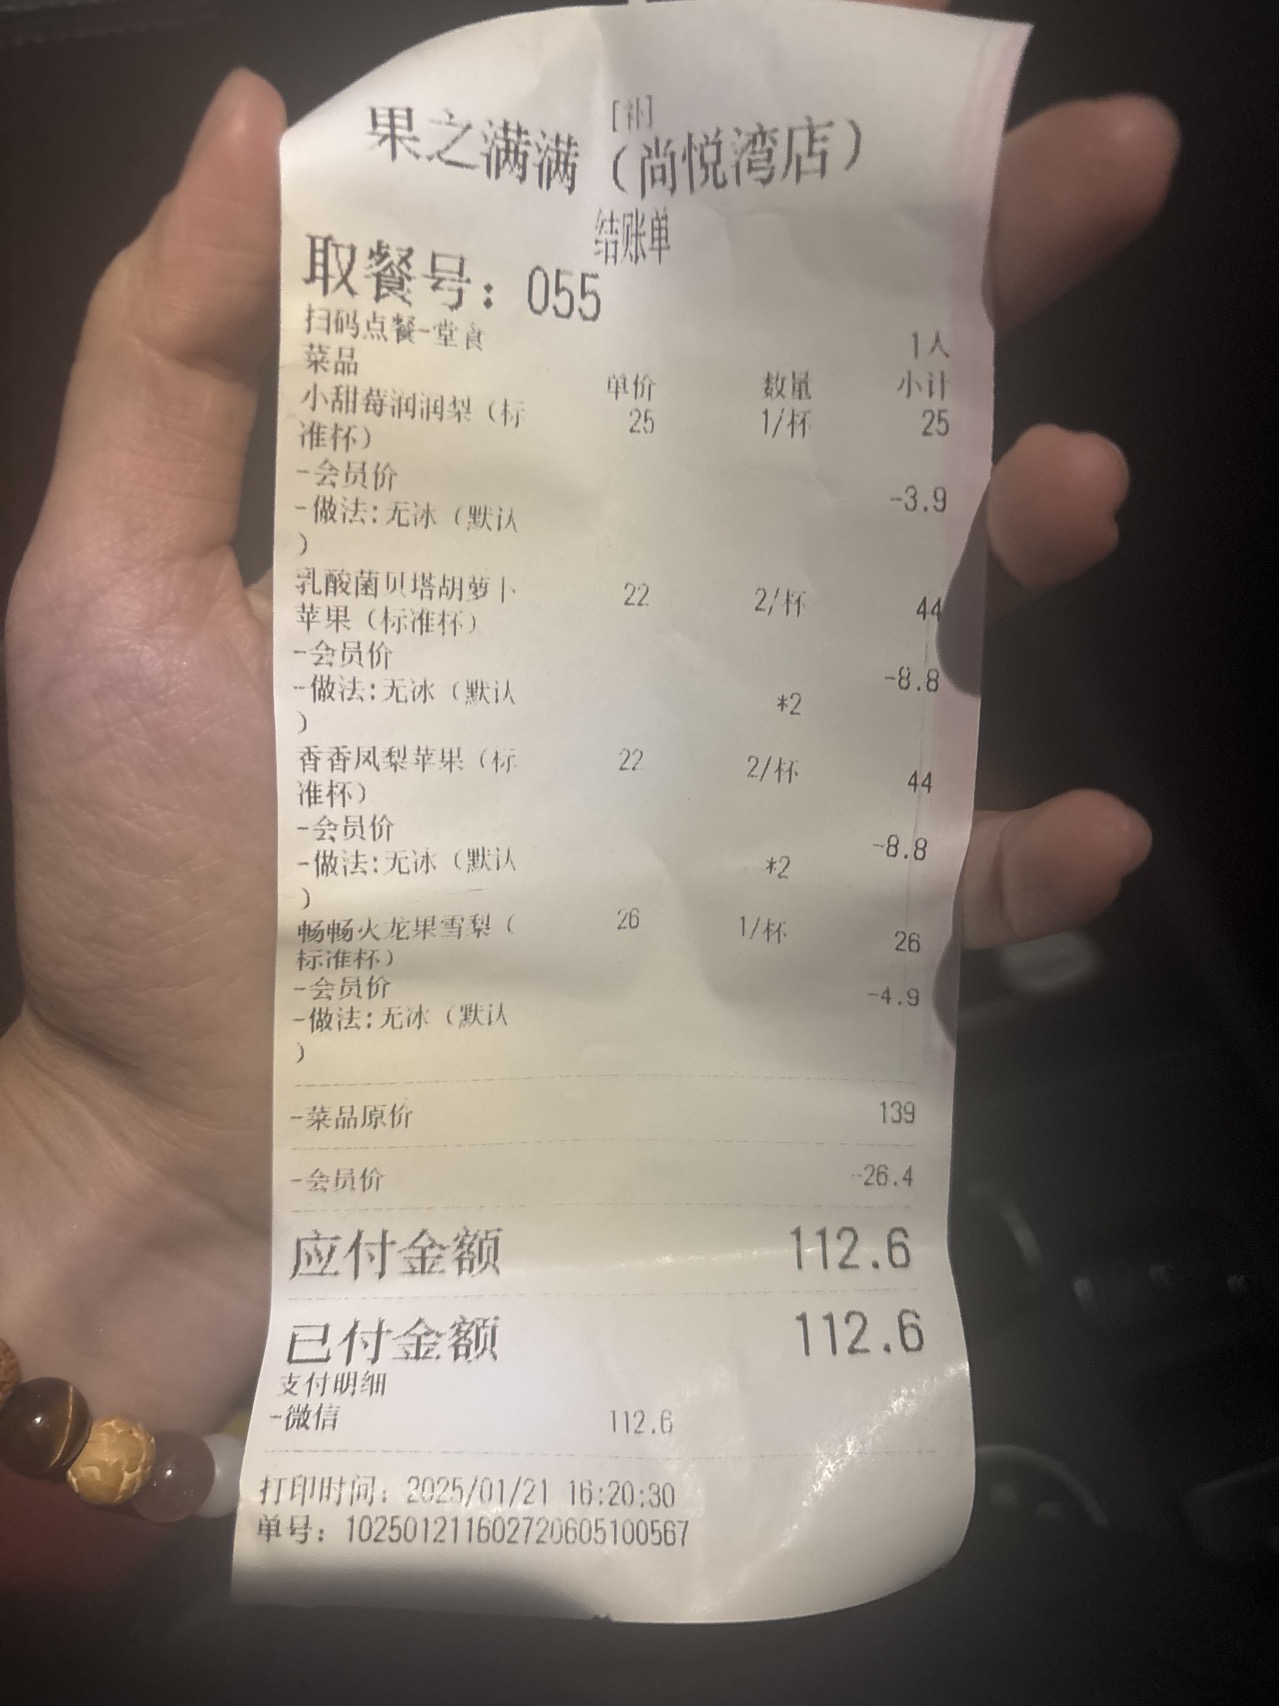 [补]
果之满满（尚悦湾店）
结账单
取餐号：055
扫码点餐-堂食 1人
菜品 单价 数量 小计
小甜莓润润梨（标 25 1/杯 25
准杯）
-会员价 -3.9
-做法:无冰（默认
）
乳酸菌贝塔胡萝卜 22 2/杯 44
苹果（标准杯）
-会员价 -8.8
-做法:无冰（默认 *2
）
香香凤梨苹果（标 22 2/杯 44
准杯）
-会员价 -8.8
-做法:无冰（默认 *2
）
畅畅火龙果雪梨（ 26 1/杯 26
标准杯）
-会员价 -4.9
-做法:无冰（默认
）
-菜品原价 139
-会员价 -26.4
应付金额 112.6
已付金额 112.6
支付明细
-微信 112.6
打印时间：2025/01/21 16:20:30
单号：102501211602720605100567